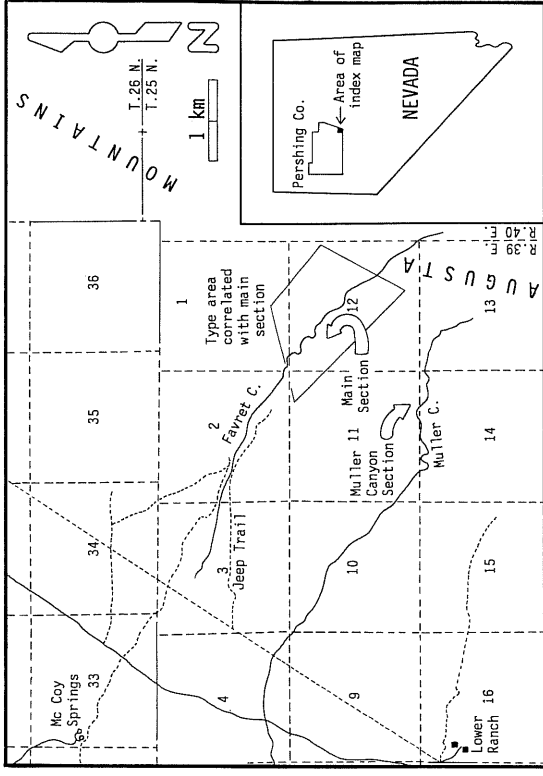 Mc Coy
Springs
33
34
35
36
MOUNTAINS
T.26 N.
T.25 N.
N
1 km
4
3
Jeep Trail
2
Favret C.
1
Type area
correlated
with main
section
9
10
Muller
Canyon
Section
11
Main
Section
12
AUGUSTA
R.39 E.
R.40 E.
Lower
Ranch
16
15
14
Muller C.
13
Pershing Co.
Area of
index map
NEVADA